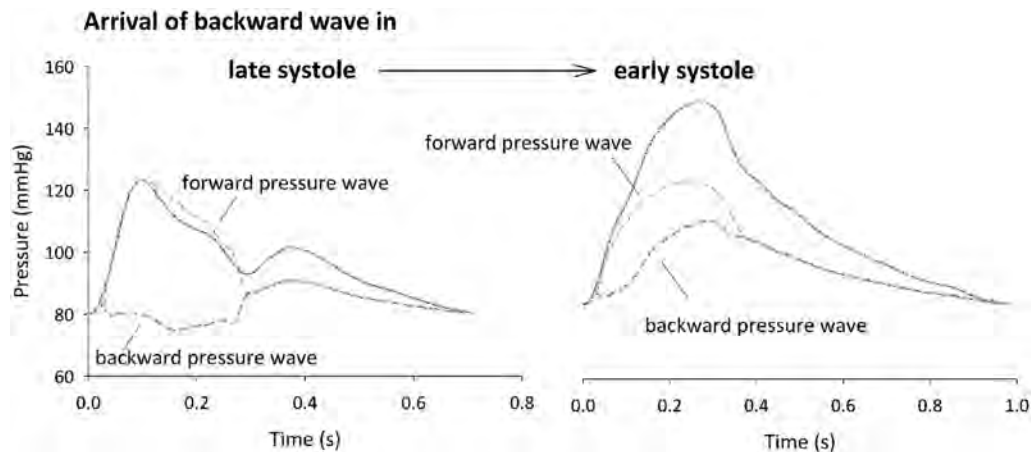 Arrival of backward wave in
late systole
early systole
Pressure (mmHg)
160
140
120
100
80
60
forward pressure wave
backward pressure wave
0.0
0.2
0.4
0.6
0.8
Time (s)
forward pressure wave
backward pressure wave
0.0
0.2
0.4
0.6
0.8
1.0
Time (s)